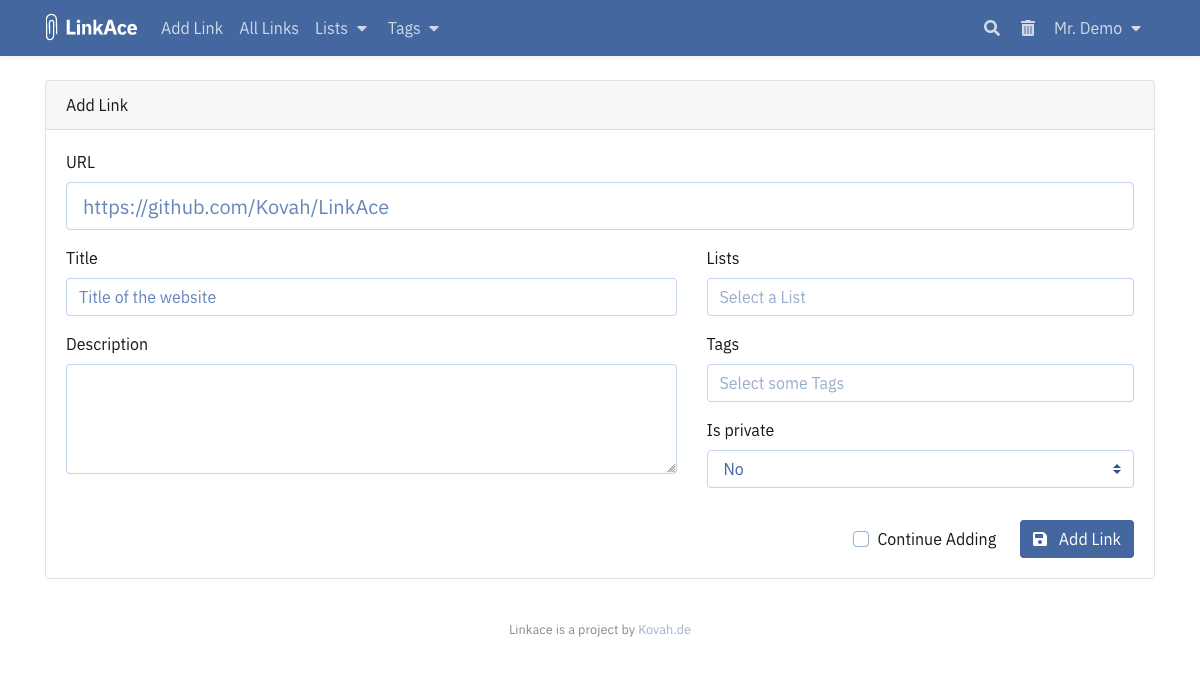 LinkAce Add Link All Links Lists Tags Mr. Demo
Add Link
URL
https://github.com/Kovah/LinkAce
Title
Title of the website
Lists
Select a List
Description
Tags
Select some Tags
Is private
No
Continue Adding
Add Link
Linkace is a project by Kovah.de